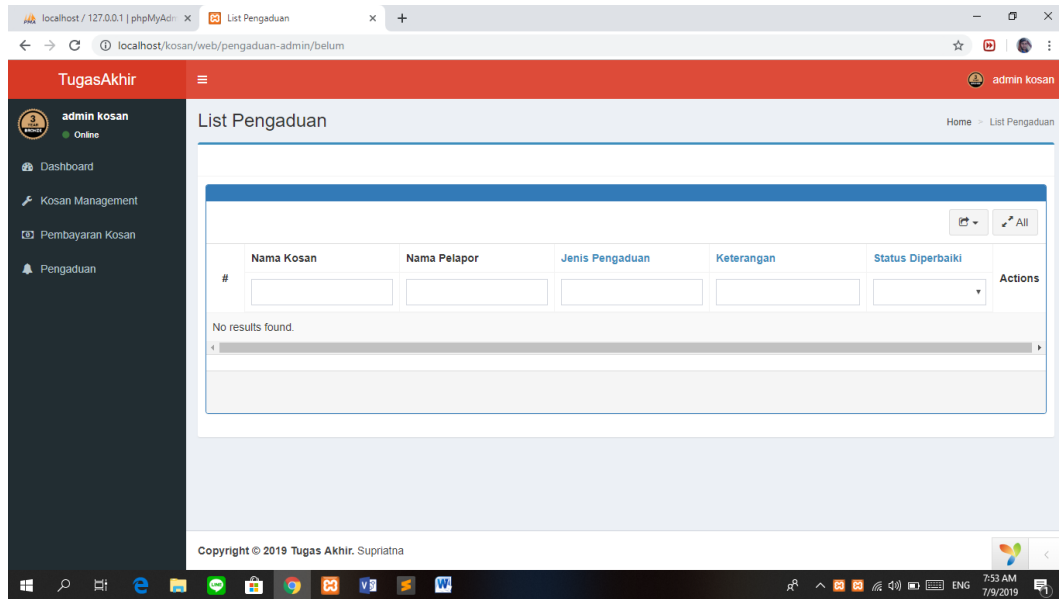 localhost / 127.0.0.1 | phpMyAdm
List Pengaduan
localhost/kosan/web/pengaduan-admin/belum
TugasAkhir
admin kosan
admin kosan
Online
List Pengaduan
Home > List Pengaduan
Dashboard
Kosan Management
Pembayaran Kosan
Pengaduan
All
# Nama Kosan Nama Pelapor Jenis Pengaduan Keterangan Status Diperbaiki Actions
No results found.
Copyright © 2019 Tugas Akhir. Supriatna
ENG
7:53 AM
7/9/2019